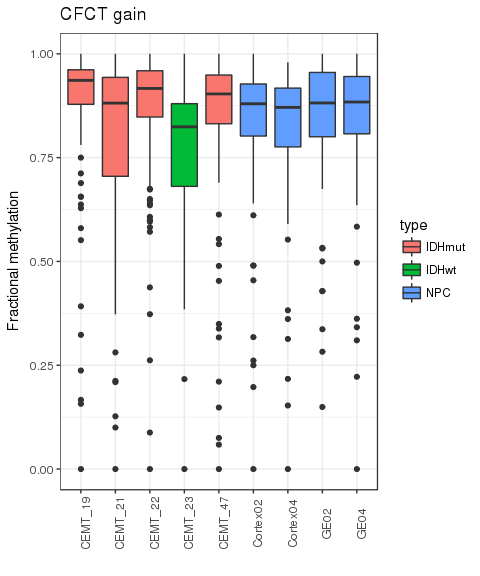 CFCT gain
1.00
0.75
0.50
0.25
0.00
Fractional methylation
CEMT_19
CEMT_21
CEMT_22
CEMT_23
CEMT_47
Cortex02
Cortex04
GE02
GE04
type
IDHmut
IDHwt
NPC